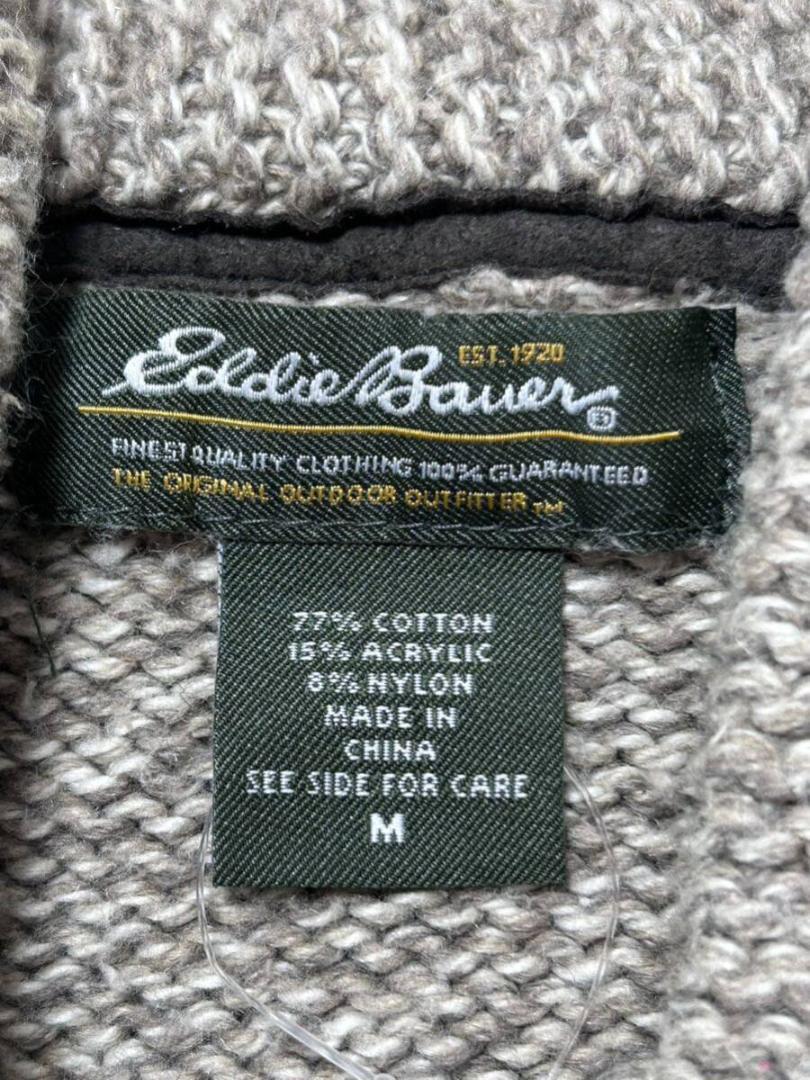 Eddie Bauer®
EST. 1920
FINEST QUALITY CLOTHING 100% GUARANTEED
THE ORIGINAL OUTDOOR OUTFITTER™
77% COTTON
15% ACRYLIC
8% NYLON
MADE IN
CHINA
SEE SIDE FOR CARE
M